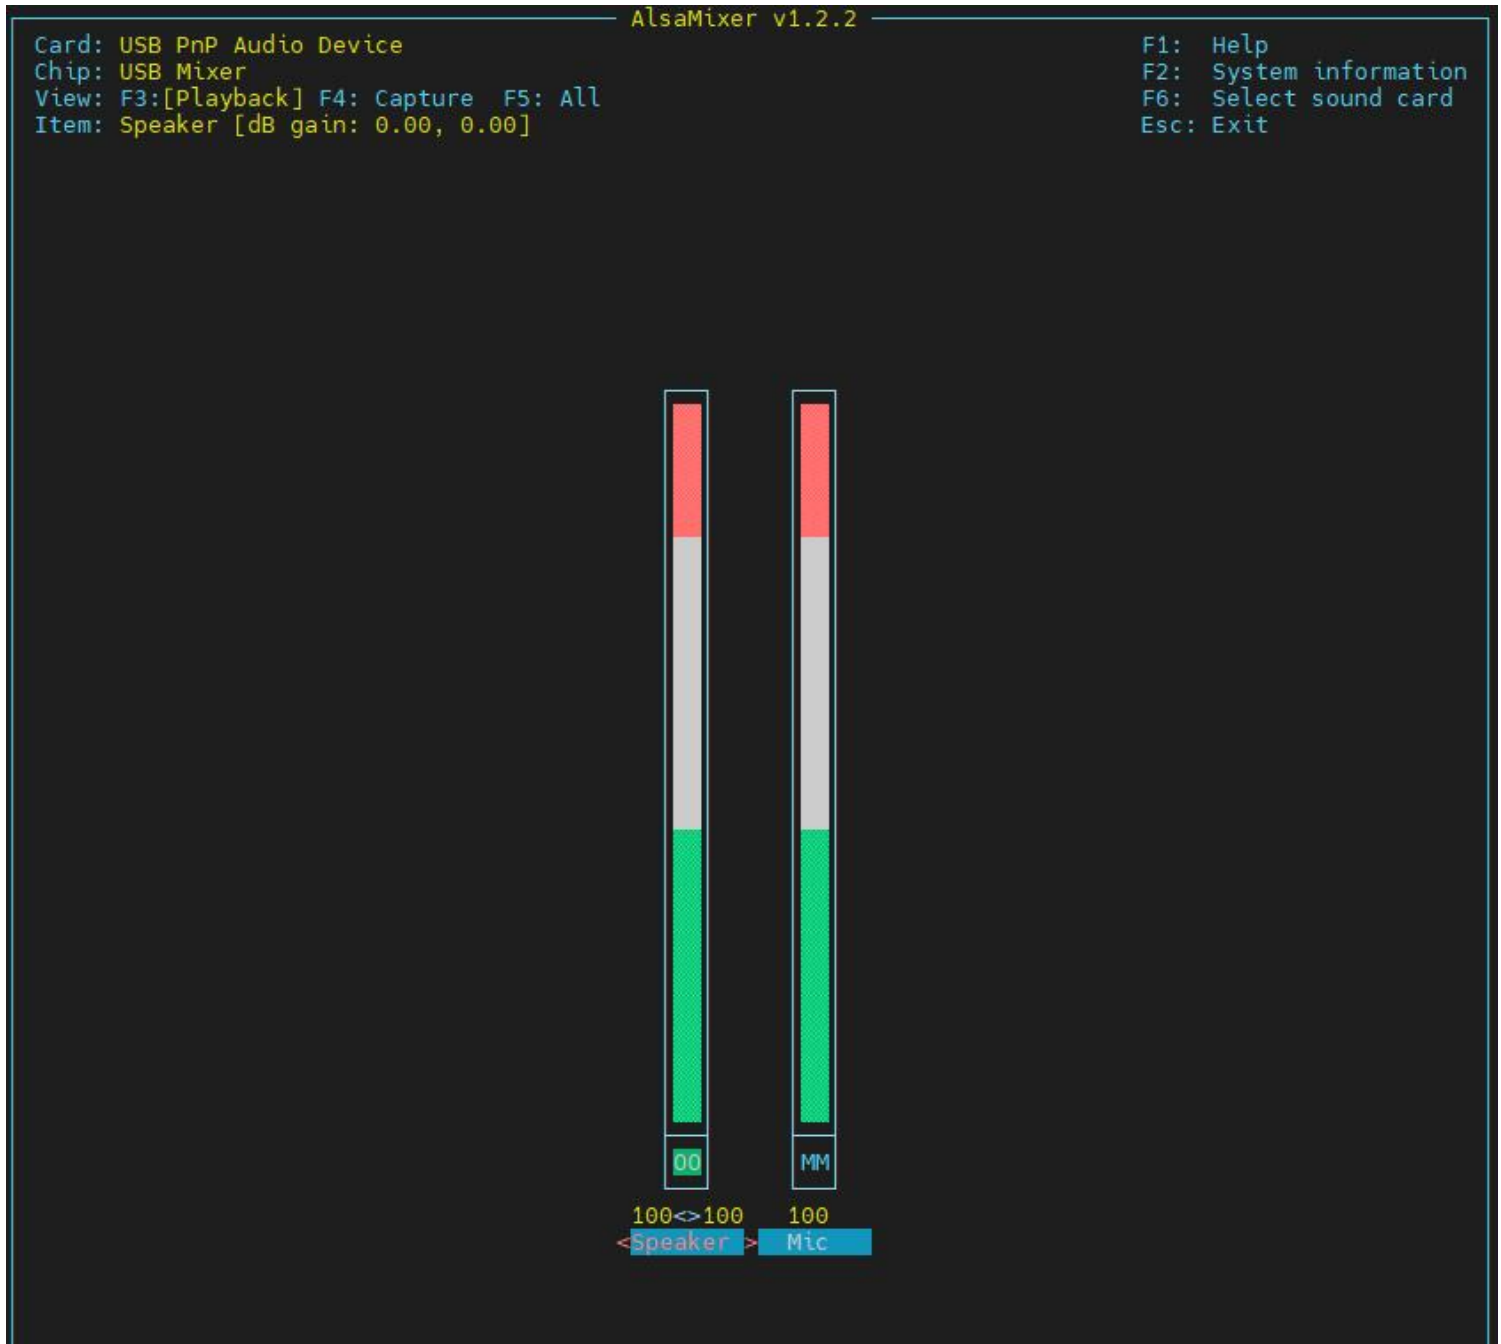 AlsaMixer v1.2.2
Card: USB PnP Audio Device F1: Help
Chip: USB Mixer F2: System information
View: F3:[Playback] F4: Capture F5: All F6: Select sound card
Item: Speaker [dB gain: 0.00, 0.00] Esc: Exit
OO MM
100<>100 100
<Speaker > Mic